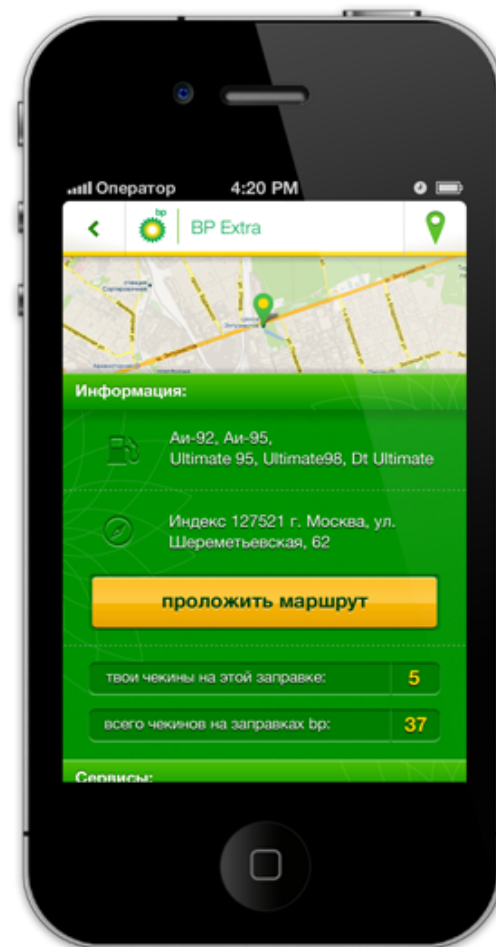 Оператор 4:20 PM
bp
BP Extra
Информация:
Аи-92, Аи-95,
Ultimate 95, Ultimate98, Dt Ultimate
Индекс 127521 г. Москва, ул.
Шереметьевская, 62
проложить маршрут
твои чекины на этой заправке: 5
всего чекинов на заправках bp: 37
Сервисы: